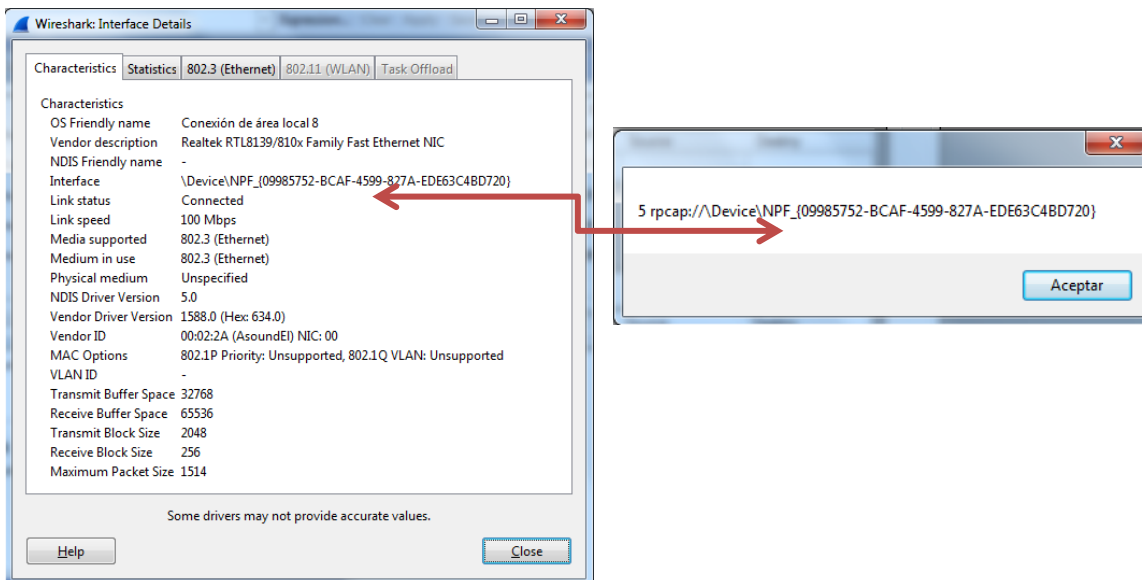 Wireshark: Interface Details
Characteristics Statistics 802.3 (Ethernet) 802.11 (WLAN) Task Offload
Characteristics
OS Friendly name Conexión de área local 8
Vendor description Realtek RTL8139/810x Family Fast Ethernet NIC
NDIS Friendly name -
Interface \Device\NPF_{09985752-BCAF-4599-827A-EDE63C4BD720}
Link status Connected
Link speed 100 Mbps
Media supported 802.3 (Ethernet)
Medium in use 802.3 (Ethernet)
Physical medium Unspecified
NDIS Driver Version 5.0
Vendor Driver Version 1588.0 (Hex: 634.0)
Vendor ID 00:02:2A (AsoundEl) NIC: 00
MAC Options 802.1P Priority: Unsupported, 802.1Q VLAN: Unsupported
VLAN ID -
Transmit Buffer Space 32768
Receive Buffer Space 65536
Transmit Block Size 2048
Receive Block Size 256
Maximum Packet Size 1514
Some drivers may not provide accurate values.
Help Close
5 rpcap://\Device\NPF_{09985752-BCAF-4599-827A-EDE63C4BD720}
Aceptar